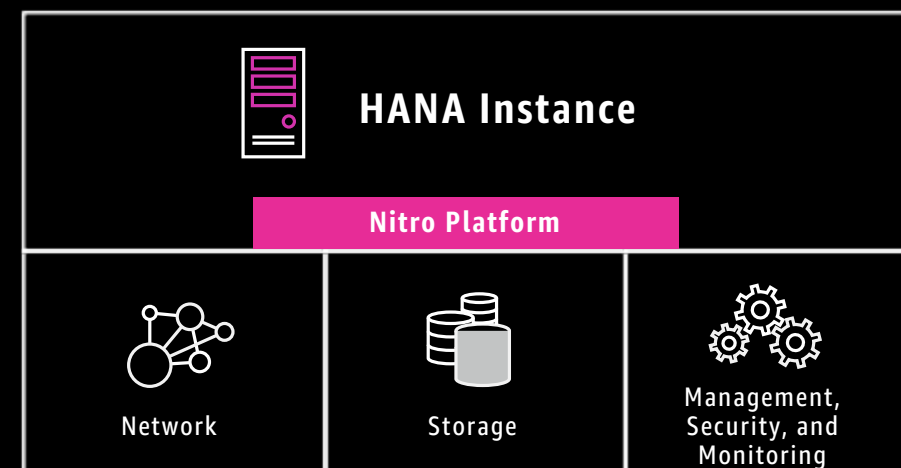 HANA Instance
Nitro Platform
Network
Storage
Management,
Security, and
Monitoring